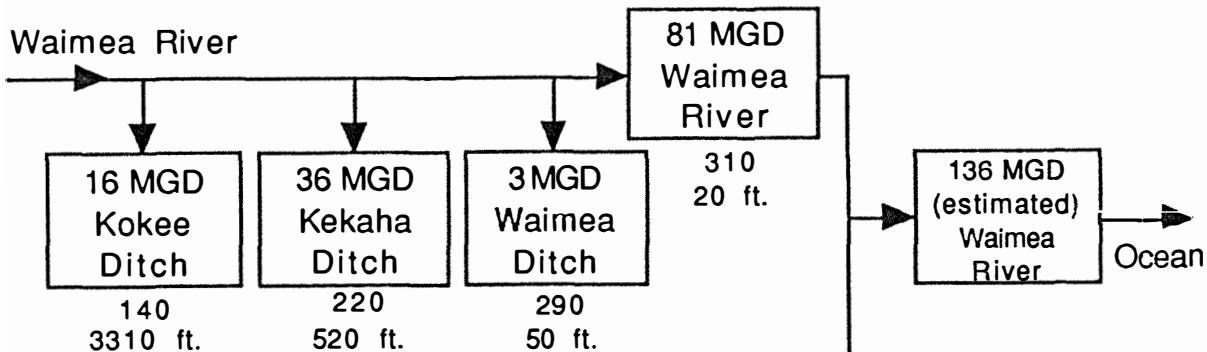 Waimea River
81 MGD
Waimea
River
310
20 ft.
16 MGD
Kokee
Ditch
140
3310 ft.
36 MGD
Kekaha
Ditch
220
520 ft.
3 MGD
Waimea
Ditch
290
50 ft.
136 MGD
(estimated)
Waimea
River
Ocean